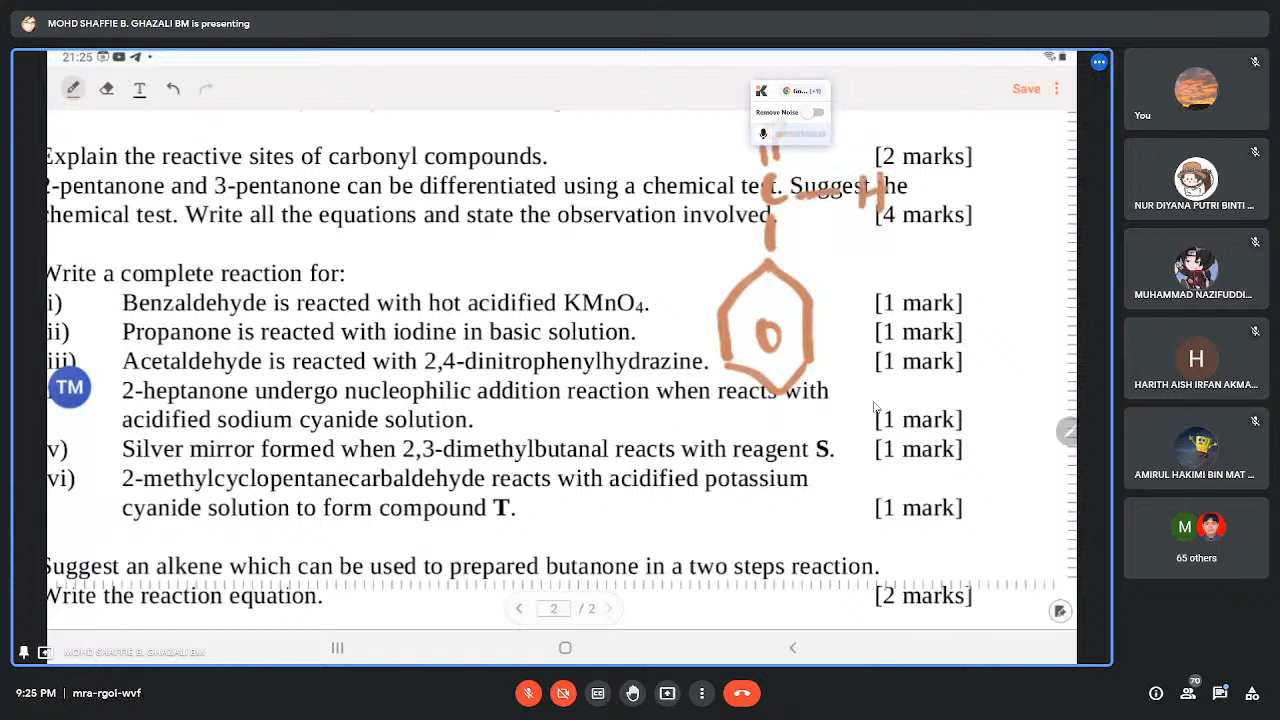 MOHD SHAFFIE B. GHAZALI BM is presenting
21:25
Go... (+1)
Remove Noise
Save
You
Explain the reactive sites of carbonyl compounds. [2 marks]
2-pentanone and 3-pentanone can be differentiated using a chemical test. Suggest the
chemical test. Write all the equations and state the observation involved. [4 marks]
C — H
O
Write a complete reaction for:
i) Benzaldehyde is reacted with hot acidified KMnO4. [1 mark]
ii) Propanone is reacted with iodine in basic solution. [1 mark]
iii) Acetaldehyde is reacted with 2,4-dinitrophenylhydrazine. [1 mark]
TM
2-heptanone undergo nucleophilic addition reaction when reacts with
acidified sodium cyanide solution. [1 mark]
v) Silver mirror formed when 2,3-dimethylbutanal reacts with reagent S. [1 mark]
vi) 2-methylcyclopentanecarbaldehyde reacts with acidified potassium
cyanide solution to form compound T. [1 mark]
Suggest an alkene which can be used to prepared butanone in a two steps reaction.
Write the reaction equation. [2 marks]
2 / 2
MOHD SHAFFIE B. GHAZALI BM
NUR DIYANA PUTRI BINTI ...
MUHAMMAD NAZIFUDDI...
H
HARITH AISH IRFAN AKMA...
AMIRUL HAKIMI BIN MAT ...
M
65 others
9:25 PM | mra-rgol-wvf
70